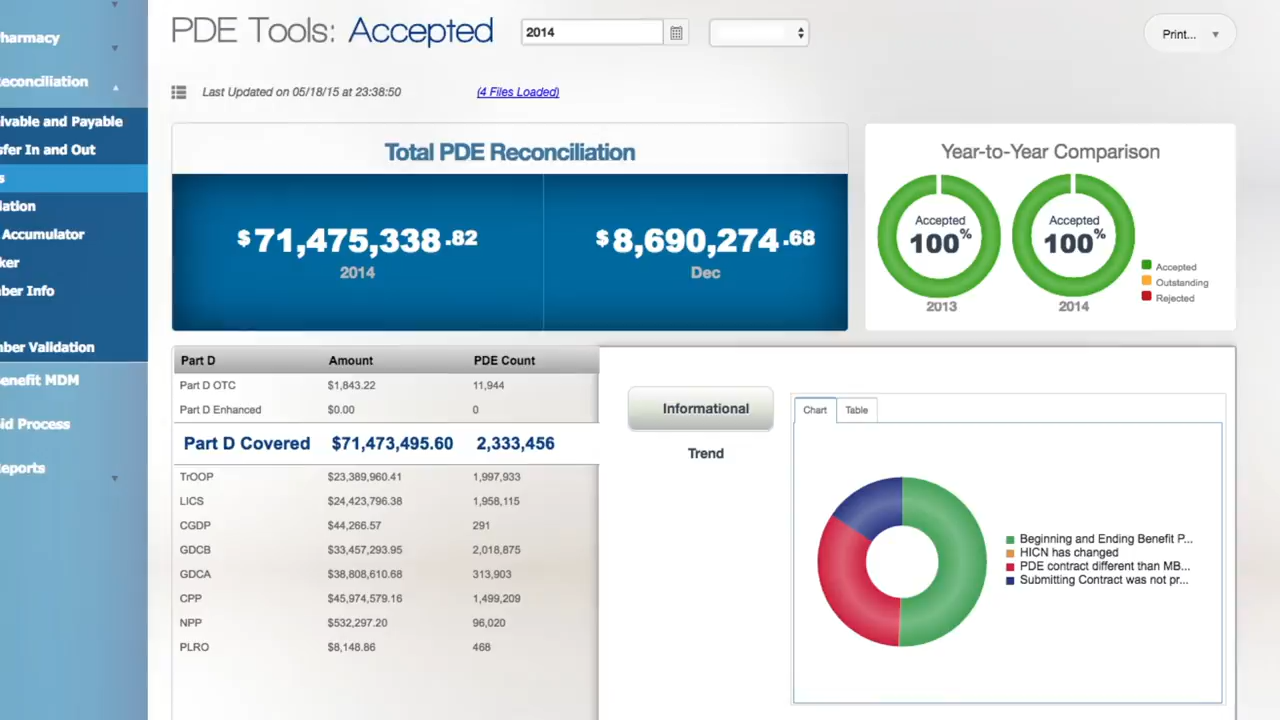 PDE Tools: Accepted
2014
Print...
harmacy
econciliation
ivable and Payable
sfer In and Out
s
lation
Accumulator
ker
ber Info
ber Validation
enefit MDM
id Process
eports
Last Updated on 05/18/15 at 23:38:50
(4 Files Loaded)
Total PDE Reconciliation
$71,475,338.82
2014
$8,690,274.68
Dec
Year-to-Year Comparison
Accepted
100%
2013
Accepted
100%
2014
Accepted
Outstanding
Rejected
Part D Amount PDE Count
Part D OTC $1,843.22 11,944
Part D Enhanced $0.00 0
Part D Covered $71,473,495.60 2,333,456
TrOOP $23,389,960.41 1,997,933
LICS $24,423,796.38 1,958,115
CGDP $44,266.57 291
GDCB $33,457,293.95 2,018,875
GDCA $38,808,610.68 313,903
CPP $45,974,579.16 1,499,209
NPP $532,297.20 96,020
PLRO $8,148.86 468
Informational
Trend
Chart
Table
Beginning and Ending Benefit P...
HICN has changed
PDE contract different than MB...
Submitting Contract was not pr...